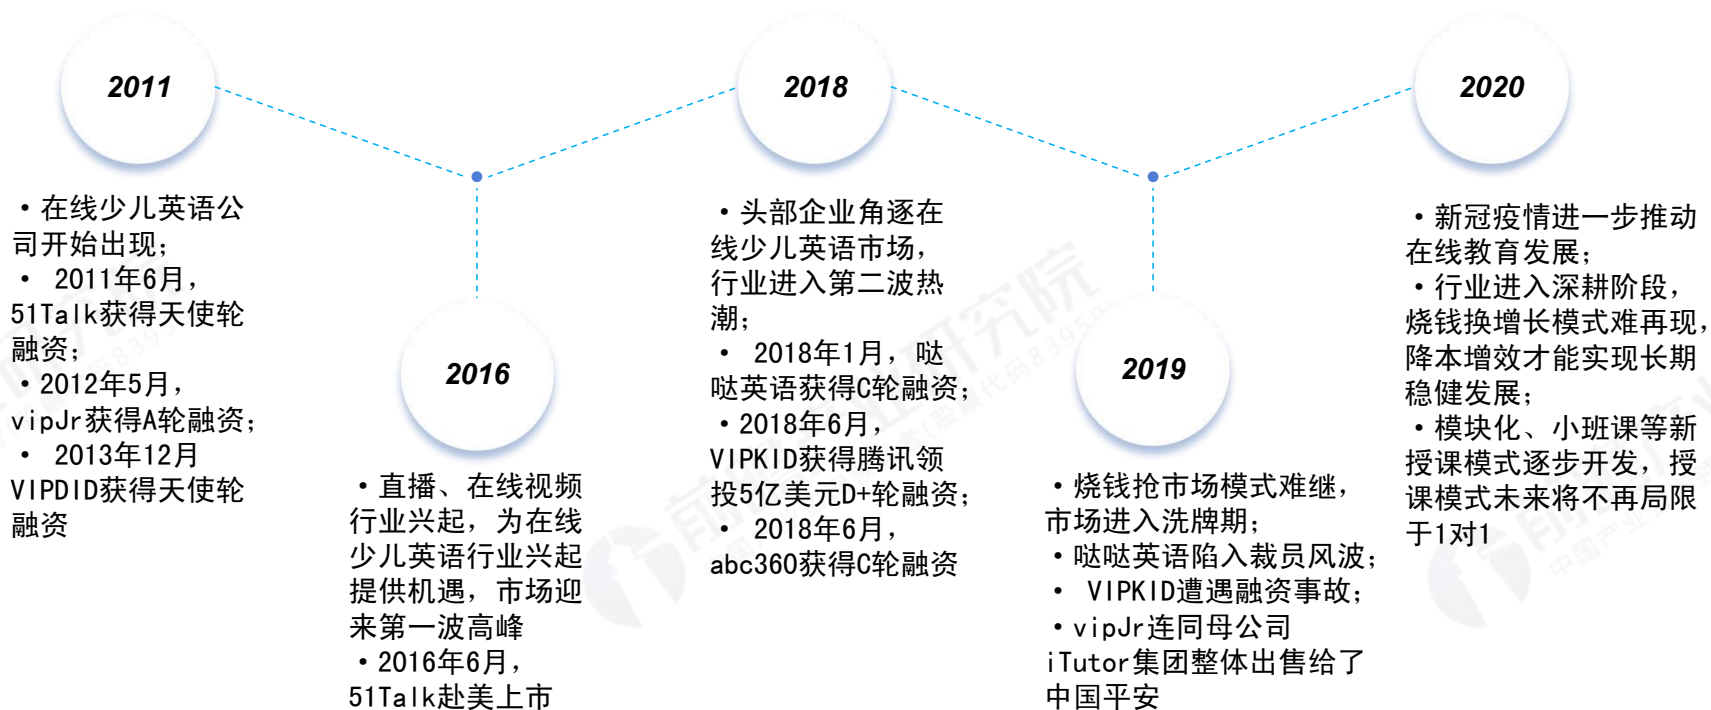 2011
·在线少儿英语公
司开始出现;
· 2011年6月,
51Talk获得天使轮
融资;
·2012年5月,
vipJr获得A轮融资;
· 2013年12月
VIPDID获得天使轮
融资
2016
·直播、在线视频
行业兴起,为在线
少儿英语行业兴起
提供机遇,市场迎
来第一波高峰
·2016年6月,
51Talk赴美上市
2018
·头部企业角逐在
线少儿英语市场,
行业进入第二波热
潮;
· 2018年1月,哒
哒英语获得C轮融资;
·2018年6月,
VIPKID获得腾讯领
投5亿美元D+轮融资;
· 2018年6月,
abc360获得C轮融资
2019
·烧钱抢市场模式难继,
市场进入洗牌期;
·哒哒英语陷入裁员风波;
· VIPKID遭遇融资事故;
·vipJr连同母公司
iTutor集团整体出售给了
中国平安
2020
·新冠疫情进一步推动
在线教育发展;
·行业进入深耕阶段,
烧钱换增长模式难再现,
降本增效才能实现长期
稳健发展;
·模块化、小班课等新
授课模式逐步开发,授
课模式未来将不再局限
于1对1
前瞻产业研究院